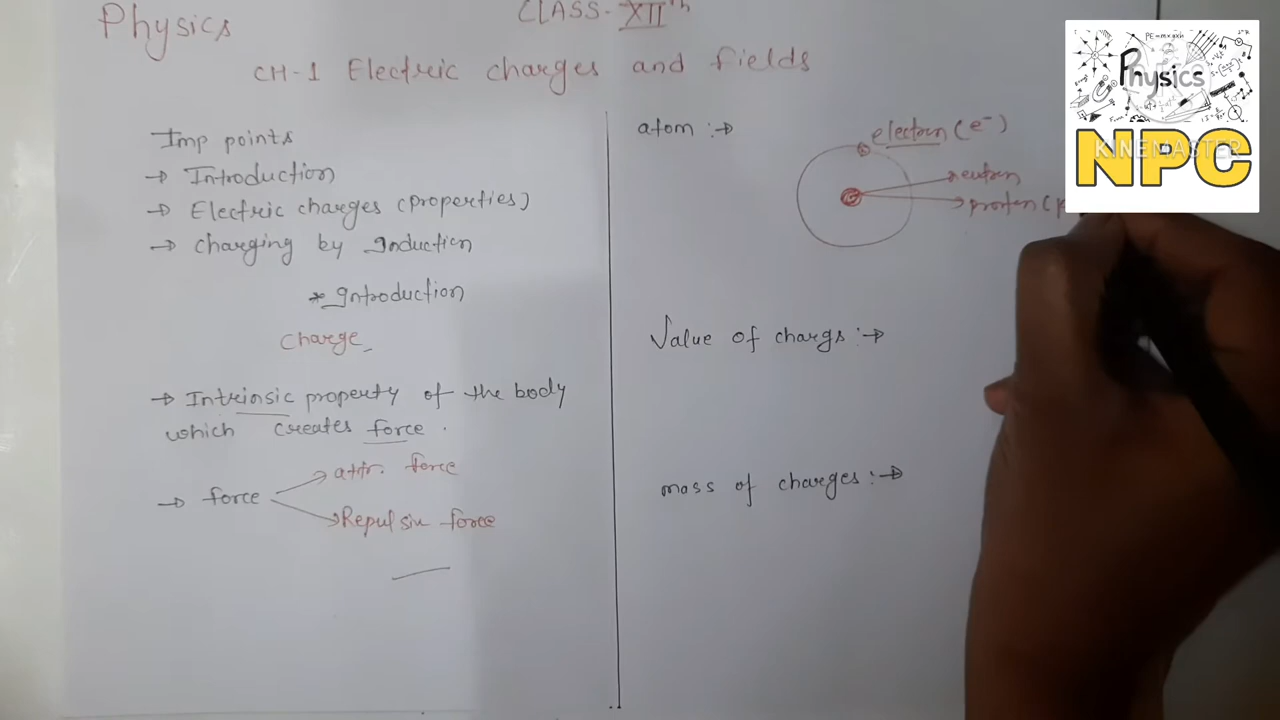 Physics
CLASS-XIIth
CH-1 Electric charges and fields
Imp points
→ Introduction
→ Electric charges (properties)
→ charging by Induction
* Introduction
Charge
→ Intrinsic property of the body
which creates force.
→ force
→ attr. force
→ Repulsiv force
atom :→
electron (e⁻)
neutron
proton (p
Value of chargs :→
mass of charges :→
Physics
NPC
KINEMASTER